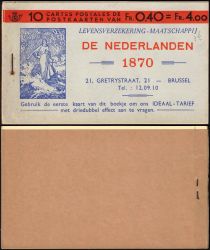 10 CARTES POSTALES DE POSTKAARTEN VAN FR. 0,40 = FR. 4,00
LEVENSVERZEKERING-MAATSCHAPPIJ
DE NEDERLANDEN
1870
21, GRETRYSTRAAT, 21 - BRUSSEL
Tel. : 12.09.10
Gebruik de eerste kaart van dit boekje om ons IDEAAL-TARIEF
met driedubbel effect aan te vragen.